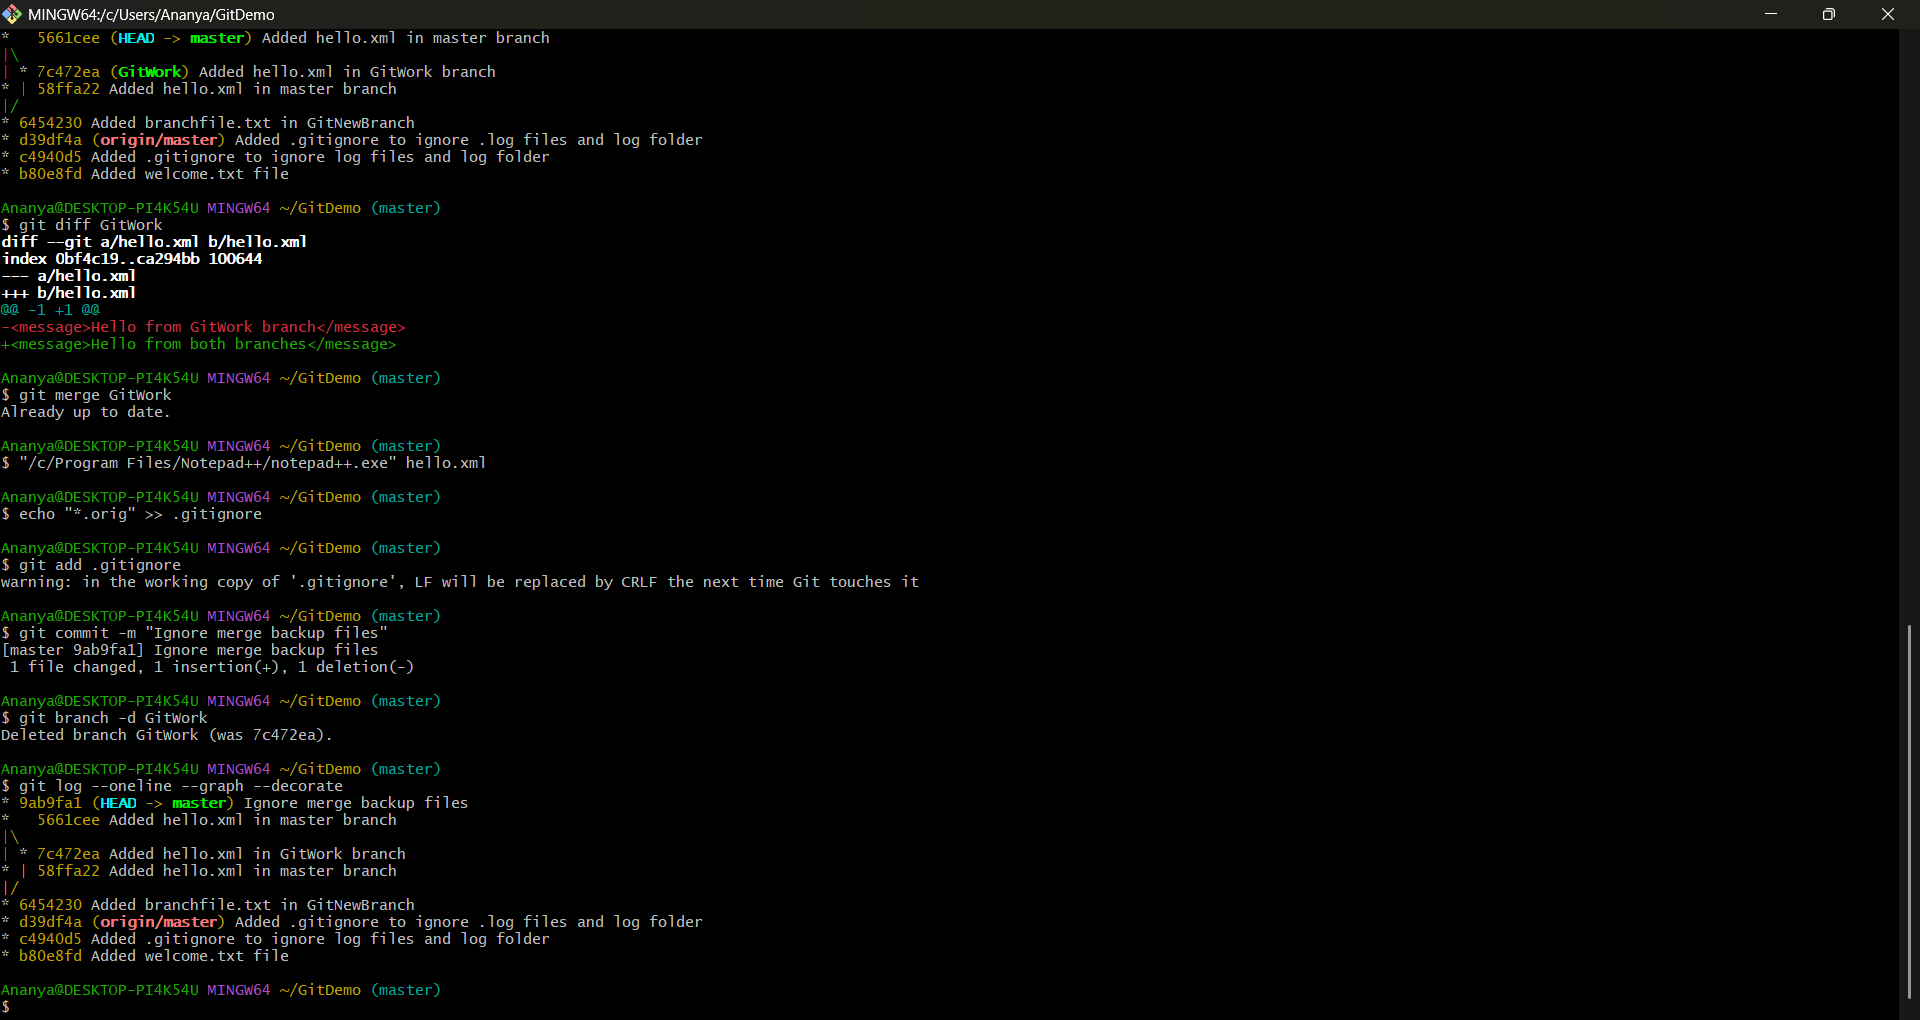 MINGW64:/c/Users/Ananya/GitDemo
*   5661cee (HEAD -> master) Added hello.xml in master branch
|\
| * 7c472ea (GitWork) Added hello.xml in GitWork branch
* | 58ffa22 Added hello.xml in master branch
|/
* 6454230 Added branchfile.txt in GitNewBranch
* d39df4a (origin/master) Added .gitignore to ignore .log files and log folder
* c4940d5 Added .gitignore to ignore log files and log folder
* b80e8fd Added welcome.txt file

Ananya@DESKTOP-PI4K54U MINGW64 ~/GitDemo (master)
$ git diff GitWork
diff --git a/hello.xml b/hello.xml
index 0bf4c19..ca294bb 100644
--- a/hello.xml
+++ b/hello.xml
@@ -1 +1 @@
-<message>Hello from GitWork branch</message>
+<message>Hello from both branches</message>

Ananya@DESKTOP-PI4K54U MINGW64 ~/GitDemo (master)
$ git merge GitWork
Already up to date.

Ananya@DESKTOP-PI4K54U MINGW64 ~/GitDemo (master)
$ "/c/Program Files/Notepad++/notepad++.exe" hello.xml

Ananya@DESKTOP-PI4K54U MINGW64 ~/GitDemo (master)
$ echo "*.orig" >> .gitignore

Ananya@DESKTOP-PI4K54U MINGW64 ~/GitDemo (master)
$ git add .gitignore
warning: in the working copy of '.gitignore', LF will be replaced by CRLF the next time Git touches it

Ananya@DESKTOP-PI4K54U MINGW64 ~/GitDemo (master)
$ git commit -m "Ignore merge backup files"
[master 9ab9fa1] Ignore merge backup files
 1 file changed, 1 insertion(+), 1 deletion(-)

Ananya@DESKTOP-PI4K54U MINGW64 ~/GitDemo (master)
$ git branch -d GitWork
Deleted branch GitWork (was 7c472ea).

Ananya@DESKTOP-PI4K54U MINGW64 ~/GitDemo (master)
$ git log --oneline --graph --decorate
* 9ab9fa1 (HEAD -> master) Ignore merge backup files
*   5661cee Added hello.xml in master branch
|\
| * 7c472ea Added hello.xml in GitWork branch
* | 58ffa22 Added hello.xml in master branch
|/
* 6454230 Added branchfile.txt in GitNewBranch
* d39df4a (origin/master) Added .gitignore to ignore .log files and log folder
* c4940d5 Added .gitignore to ignore log files and log folder
* b80e8fd Added welcome.txt file

Ananya@DESKTOP-PI4K54U MINGW64 ~/GitDemo (master)
$